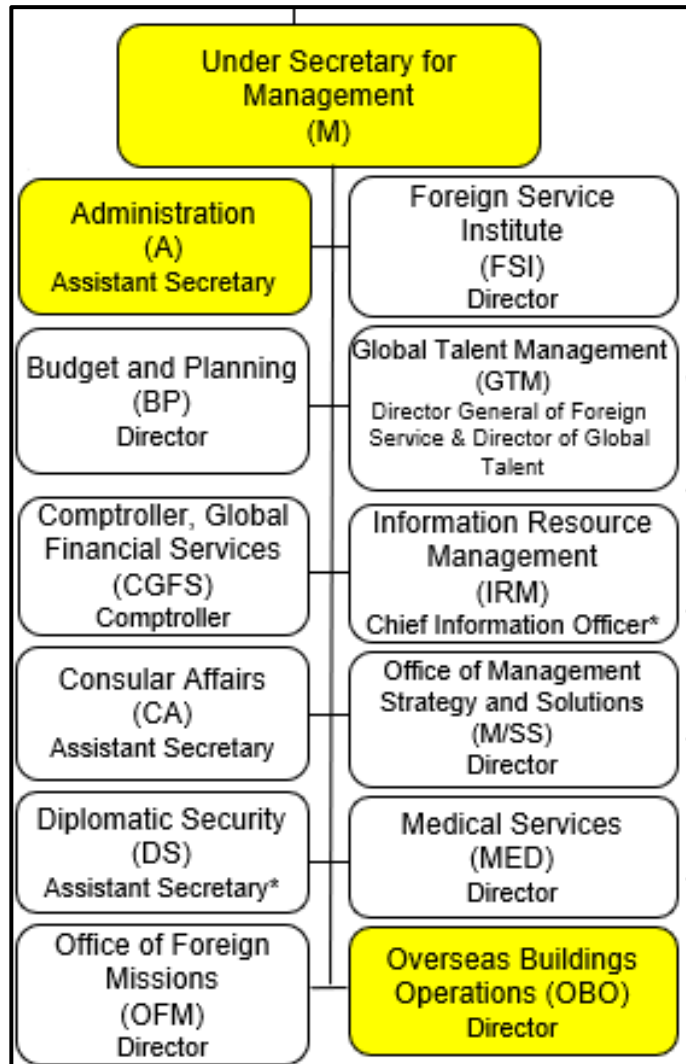 Under Secretary for
Management
(M)
Administration
(A)
Assistant Secretary
Foreign Service
Institute
(FSI)
Director
Budget and Planning
(BP)
Director
Global Talent Management
(GTM)
Director General of Foreign
Service & Director of Global
Talent
Comptroller, Global
Financial Services
(CGFS)
Comptroller
Information Resource
Management
(IRM)
Chief Information Officer*
Consular Affairs
(CA)
Assistant Secretary
Office of Management
Strategy and Solutions
(M/SS)
Director
Diplomatic Security
(DS)
Assistant Secretary*
Medical Services
(MED)
Director
Office of Foreign
Missions
(OFM)
Director
Overseas Buildings
Operations (OBO)
Director